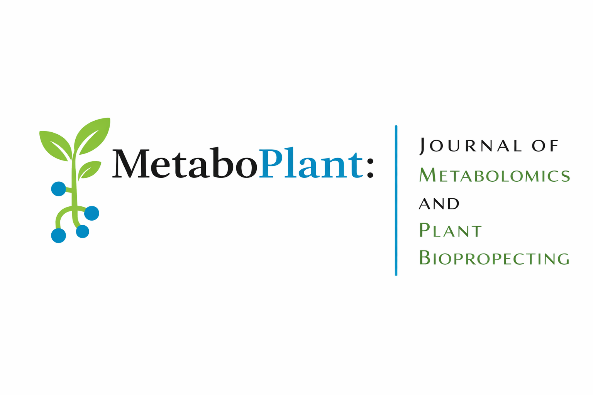 MetaboPlant:
JOURNAL OF
METABOLOMICS
AND
PLANT
BIOPROPECTING